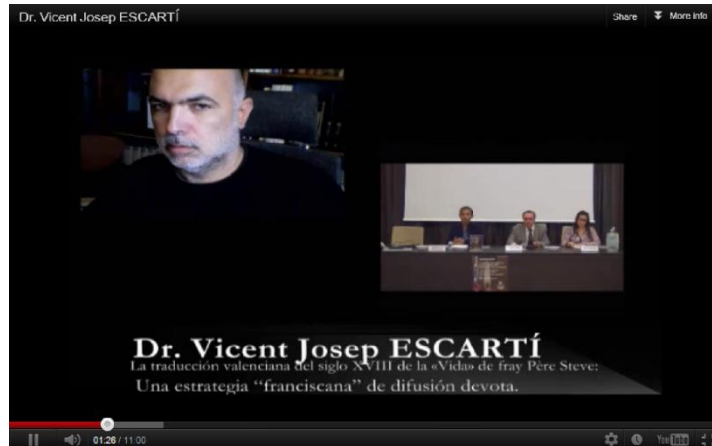 Dr. Vicent Josep ESCARTÍ
Share
More info
Dr. Vicent Josep ESCARTÍ
La traducción valenciana del siglo XVIII de la «Vida» de fray Père Steve:
Una estrategia “franciscana” de difusión devota.
01:26 / 11:00
YouTube